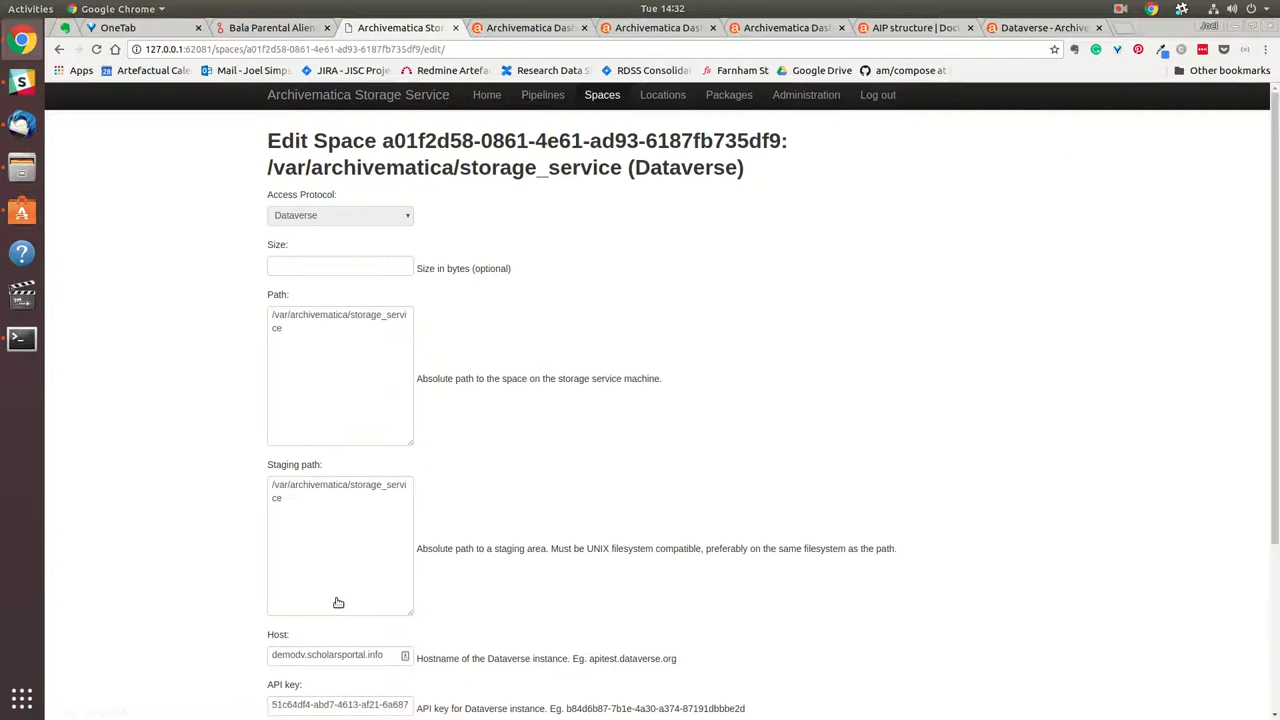 Activities Google Chrome Tue 14:32
OneTab Bala Parental Alien Archivematica Stor Archivematica Das Archivematica Das Archivematica Das AIP structure | Doc Dataverse - Archive Joel
127.0.0.1:62081/spaces/a01f2d58-0861-4e61-ad93-6187fb735df9/edit/
Apps Artefactual Cale Mail - Joel Simps JIRA - JISC Proje Redmine Artef Research Data S RDSS Consolida Farnham St Google Drive am/compose at Other bookmarks
Archivematica Storage Service Home Pipelines Spaces Locations Packages Administration Log out
Edit Space a01f2d58-0861-4e61-ad93-6187fb735df9:
/var/archivematica/storage_service (Dataverse)
Access Protocol:
Dataverse
Size:
Size in bytes (optional)
Path:
/var/archivematica/storage_servi
ce
Absolute path to the space on the storage service machine.
Staging path:
/var/archivematica/storage_servi
ce
Absolute path to a staging area. Must be UNIX filesystem compatible, preferably on the same filesystem as the path.
Host:
demodv.scholarsportal.info Hostname of the Dataverse instance. Eg. apitest.dataverse.org
API key:
51c64df4-abd7-4613-af21-6a687 API key for Dataverse instance. Eg. b84d6b87-7b1e-4a30-a374-87191dbbbe2d